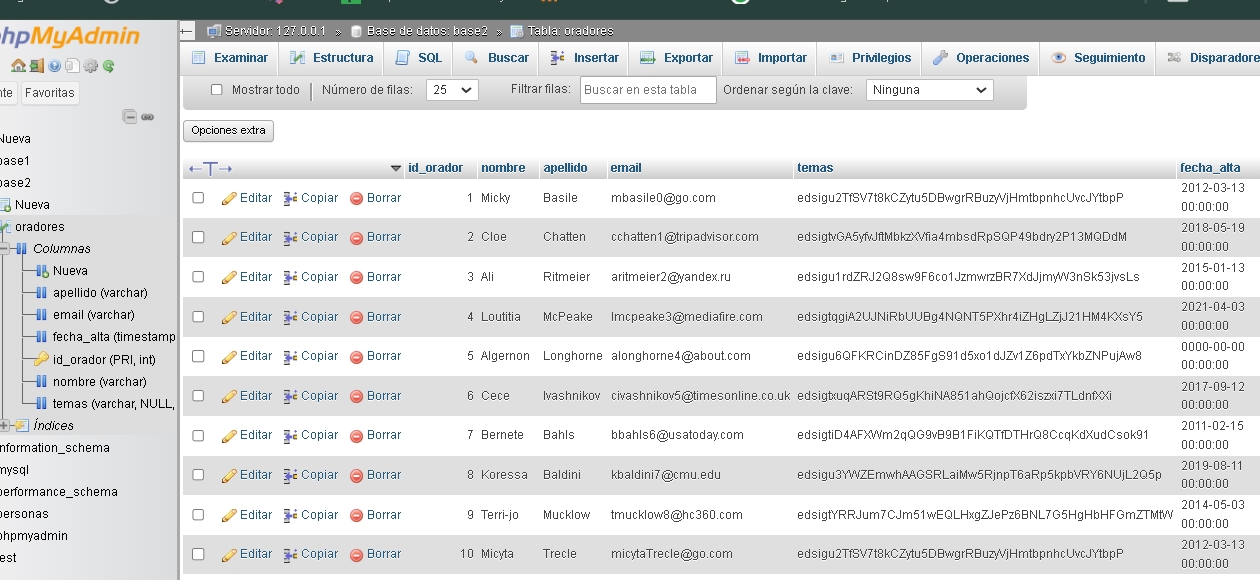 phpMyAdmin
nte Favoritas
Nueva
base1
base2
Nueva
oradores
Columnas
Nueva
apellido (varchar)
email (varchar)
fecha_alta (timestamp
id_orador (PRI, int)
nombre (varchar)
temas (varchar, NULL,
Índices
information_schema
mysql
performance_schema
personas
phpmyadmin
test
Servidor: 127.0.0.1 » Base de datos: base2 » Tabla: oradores
Examinar Estructura SQL Buscar Insertar Exportar Importar Privilegios Operaciones Seguimiento Disparadore
Mostrar todo Número de filas: 25 Filtrar filas: Buscar en esta tabla Ordenar según la clave: Ninguna
Opciones extra
id_orador nombre apellido email temas fecha_alta
Editar Copiar Borrar 1 Micky Basile mbasile0@go.com edsigu2TfSV7t8kCZytu5DBwgrRBuzyVjHmtbpnhcUvcJYtbpP 2012-03-13
00:00:00
Editar Copiar Borrar 2 Cloe Chatten cchatten1@tripadvisor.com edsigtvGA5yfvJftMbkzXVfia4mbsdRpSQP49bdry2P13MQDdM 2018-05-19
00:00:00
Editar Copiar Borrar 3 Ali Ritmeier aritmeier2@yandex.ru edsigu1rdZRJ2Q8sw9F6co1JzmwrzBR7XdJjmyW3nSk53jvsLs 2015-01-13
00:00:00
Editar Copiar Borrar 4 Loutitia McPeake lmcpeake3@mediafire.com edsigtqgiA2UJNiRbUUBg4NQNT5PXhr4iZHgLZjJ21HM4KXsY5 2021-04-03
00:00:00
Editar Copiar Borrar 5 Algernon Longhorne alonghorne4@about.com edsigu6QFKRCinDZ85FgS91d5xo1dJZv1Z6pdTxYkbZNPujAw8 0000-00-00
00:00:00
Editar Copiar Borrar 6 Cece Ivashnikov civashnikov5@timesonline.co.uk edsigtxuqARSt9RQ5gKhiNA851ahQojcfX62iszxi7TLdnfXXi 2017-09-12
00:00:00
Editar Copiar Borrar 7 Bernete Bahls bbahls6@usatoday.com edsigtiD4AFXWm2qQG9vB9B1FiKQTfDTHrQ8CcqKdXudCsok91 2011-02-15
00:00:00
Editar Copiar Borrar 8 Koressa Baldini kbaldini7@cmu.edu edsigu3YWZEmwhAAGSRLaiMw5RjnpT6aRp5kpbVRY6NUjL2Q5p 2019-08-11
00:00:00
Editar Copiar Borrar 9 Terri-jo Mucklow tmucklow8@hc360.com edsigtYRRJum7CJm51wEQLHxgZJePz6BNL7G5HgHbHFGmZTMtW 2014-05-03
00:00:00
Editar Copiar Borrar 10 Micyta Trecle micytaTrecle@go.com edsigu2TfSV7t8kCZytu5DBwgrRBuzyVjHmtbpnhcUvcJYtbpP 2012-03-13
00:00:00